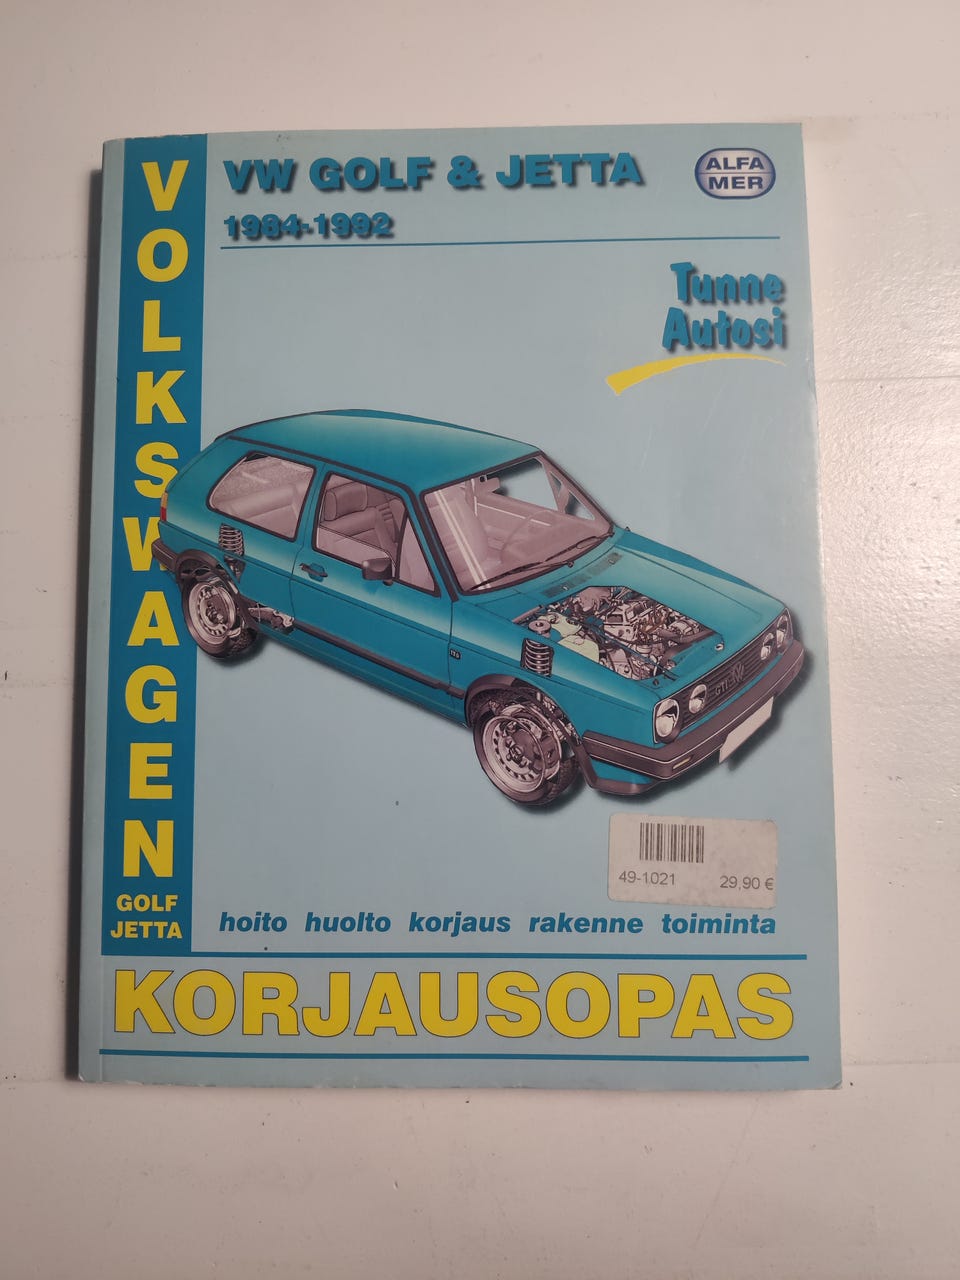 VOLKSWAGEN
GOLF
JETTA
VW GOLF & JETTA
1984-1992
ALFA
MER
Tunne
Autosi
GTI
49-1021
29,90 €
hoito huolto korjaus rakenne toiminta
KORJAUSOPAS